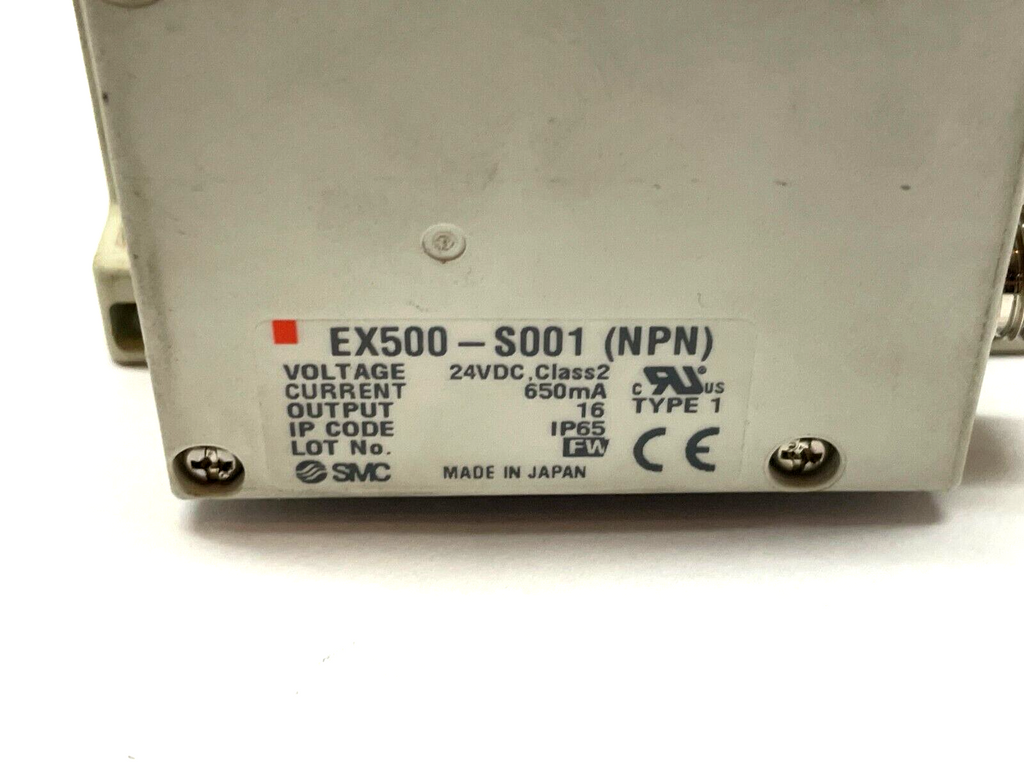 EX500-S001 (NPN)
VOLTAGE 24VDC,Class2
CURRENT 650mA
OUTPUT 16
IP CODE IP65
LOT No. FW
SMC MADE IN JAPAN
c RU ® US
TYPE 1
CE